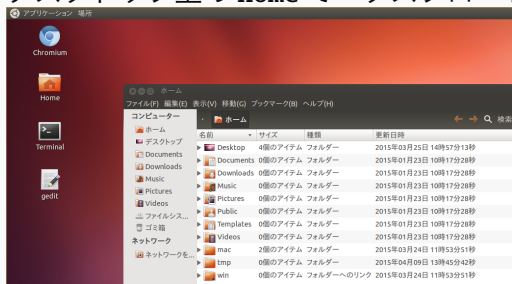 アプリケーション 場所
Chromium
Home
Terminal
gedit
ホーム
ファイル(F) 編集(E) 表示(V) 移動(G) ブックマーク(B) ヘルプ(H)
コンピューター
ホーム
デスクトップ
Documents
Downloads
Music
Pictures
Videos
ファイルシス...
ゴミ箱
ネットワーク
ネットワークを...
ホーム
検索
名前 サイズ 種類 更新日時
Desktop 4個のアイテム フォルダー 2015年03月25日 14時57分13秒
Documents 0個のアイテム フォルダー 2015年01月23日 10時17分28秒
Downloads 0個のアイテム フォルダー 2015年01月23日 10時17分28秒
Music 0個のアイテム フォルダー 2015年01月23日 10時17分28秒
Pictures 0個のアイテム フォルダー 2015年01月23日 10時17分28秒
Public 0個のアイテム フォルダー 2015年01月23日 10時17分28秒
Templates 0個のアイテム フォルダー 2015年01月23日 10時17分28秒
Videos 0個のアイテム フォルダー 2015年01月23日 10時17分28秒
mac 2個のアイテム フォルダー 2015年03月24日 11時53分51秒
tmp 0個のアイテム フォルダー 2015年04月09日 13時45分42秒
win 0個のアイテム フォルダーへのリンク 2015年03月24日 11時53分51秒